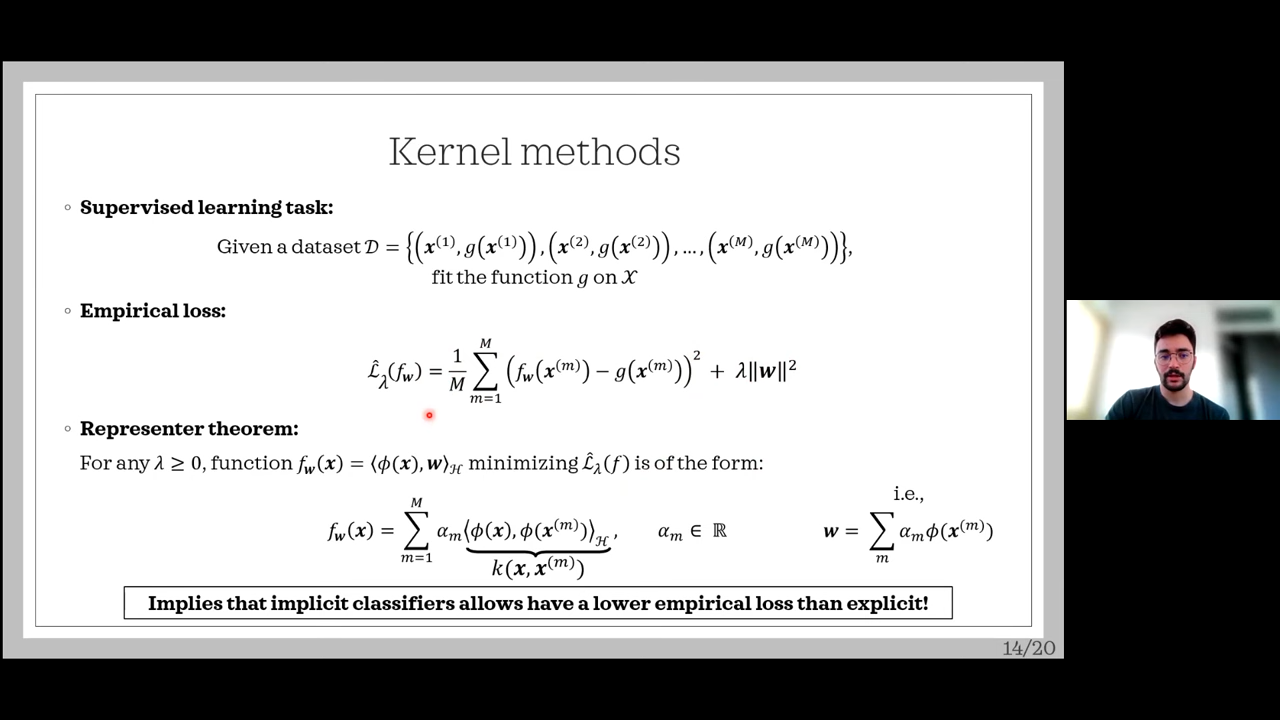 Kernel methods
◦ Supervised learning task:
Given a dataset 𝒟 = {(𝒙⁽¹⁾, g(𝒙⁽¹⁾)), (𝒙⁽²⁾, g(𝒙⁽²⁾)), …, (𝒙⁽ᴹ⁾, g(𝒙⁽ᴹ⁾))},
fit the function g on 𝒳
◦ Empirical loss:
ℒ̂_λ(f_𝒘) = 1/M ∑_{m=1}^{M} (f_𝒘(𝒙⁽ᵐ⁾) − g(𝒙⁽ᵐ⁾))² + λ‖𝒘‖²
◦ Representer theorem:
For any λ ≥ 0, function f_𝒘(𝒙) = ⟨ϕ(𝒙), 𝒘⟩_ℋ minimizing ℒ̂_λ(f) is of the form:
i.e.,
f_𝒘(𝒙) = ∑_{m=1}^{M} α_m⟨ϕ(𝒙), ϕ(𝒙⁽ᵐ⁾)⟩_ℋ, α_m ∈ ℝ 𝒘 = ∑_m α_mϕ(𝒙⁽ᵐ⁾)
k(𝒙, 𝒙⁽ᵐ⁾)
Implies that implicit classifiers allows have a lower empirical loss than explicit!
14/20